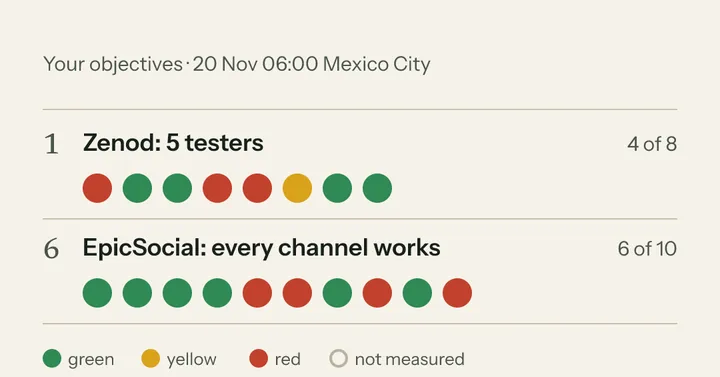 Your objectives · 20 Nov 06:00 Mexico City
1 Zenod: 5 testers 4 of 8
6 EpicSocial: every channel works 6 of 10
green yellow red not measured